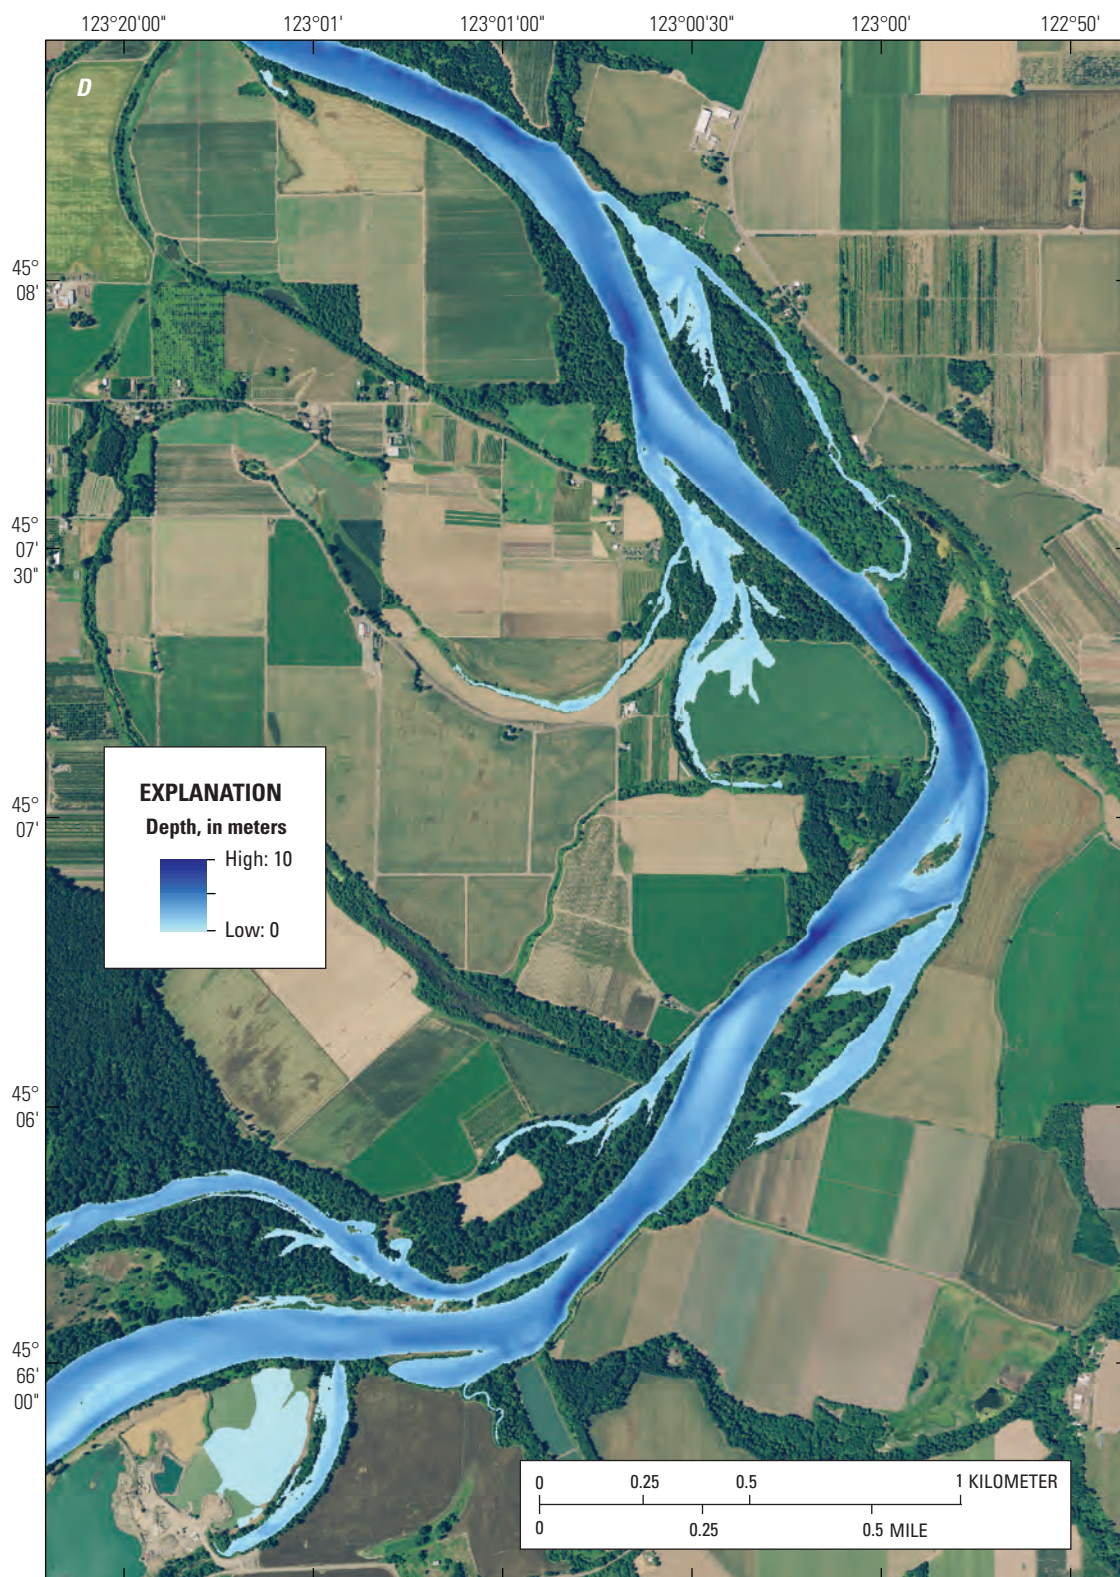 123°20'00" 123°01' 123°01'00" 123°00'30" 123°00' 122°50'
D
45°
08'
45°
07'
30"
45°
07'
45°
06'
45°
66'
00"
EXPLANATION
Depth, in meters
High: 10
Low: 0
0 0.25 0.5 1 KILOMETER
0 0.25 0.5 MILE